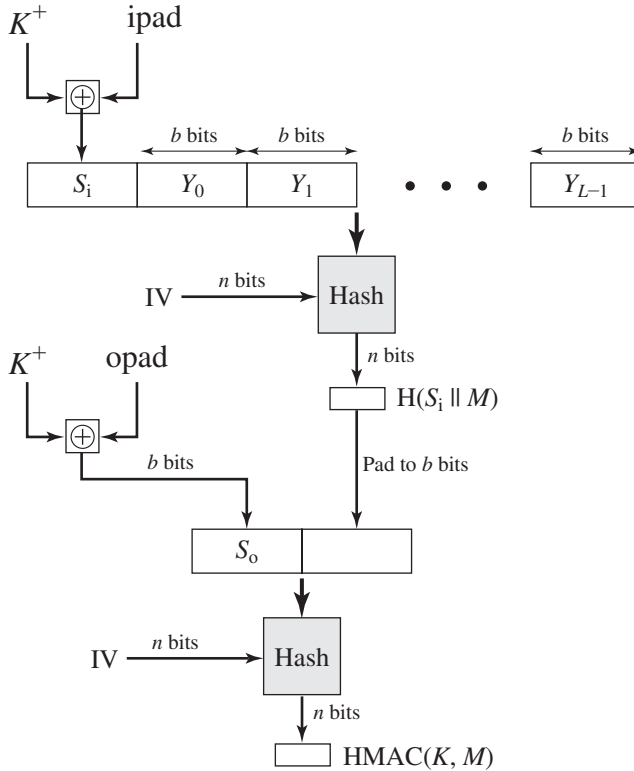 K⁺ ipad
⊕
b bits b bits b bits
Sᵢ Y₀ Y₁ • • • Y_{L–1}
n bits
IV Hash
n bits
K⁺ opad
H(Sᵢ || M)
⊕
b bits Pad to b bits
Sₒ
n bits
IV Hash
n bits
HMAC(K, M)